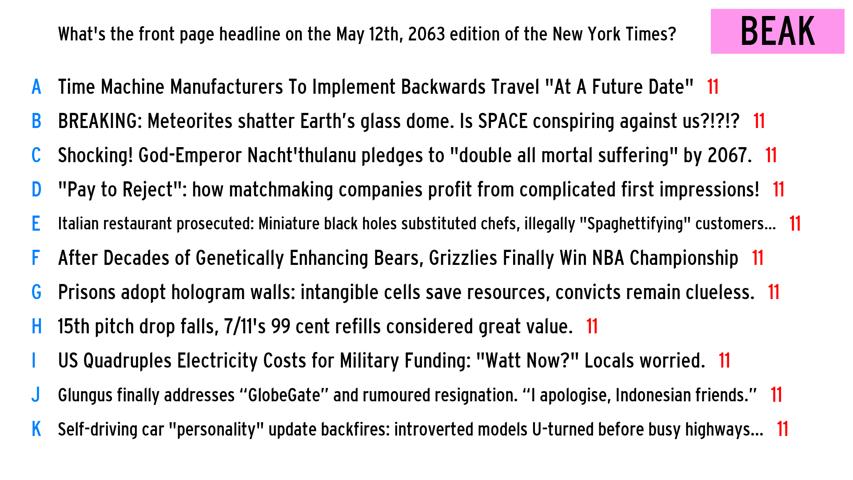 What's the front page headline on the May 12th, 2063 edition of the New York Times?
BEAK
A Time Machine Manufacturers To Implement Backwards Travel "At A Future Date" 11
B BREAKING: Meteorites shatter Earth’s glass dome. Is SPACE conspiring against us?!?!? 11
C Shocking! God-Emperor Nacht'thulanu pledges to "double all mortal suffering" by 2067. 11
D "Pay to Reject": how matchmaking companies profit from complicated first impressions! 11
E Italian restaurant prosecuted: Miniature black holes substituted chefs, illegally "Spaghettifying" customers... 11
F After Decades of Genetically Enhancing Bears, Grizzlies Finally Win NBA Championship 11
G Prisons adopt hologram walls: intangible cells save resources, convicts remain clueless. 11
H 15th pitch drop falls, 7/11's 99 cent refills considered great value. 11
I US Quadruples Electricity Costs for Military Funding: "Watt Now?" Locals worried. 11
J Glungus finally addresses “GlobeGate” and rumoured resignation. “I apologise, Indonesian friends.” 11
K Self-driving car "personality" update backfires: introverted models U-turned before busy highways... 11